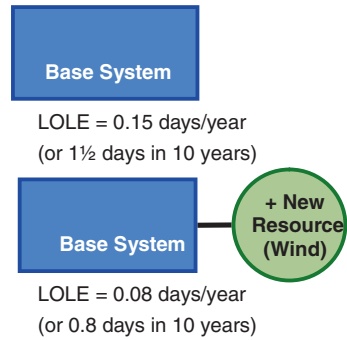 Base System
LOLE = 0.15 days/year
(or 1½ days in 10 years)
+ New
Resource
(Wind)
Base System
LOLE = 0.08 days/year
(or 0.8 days in 10 years)